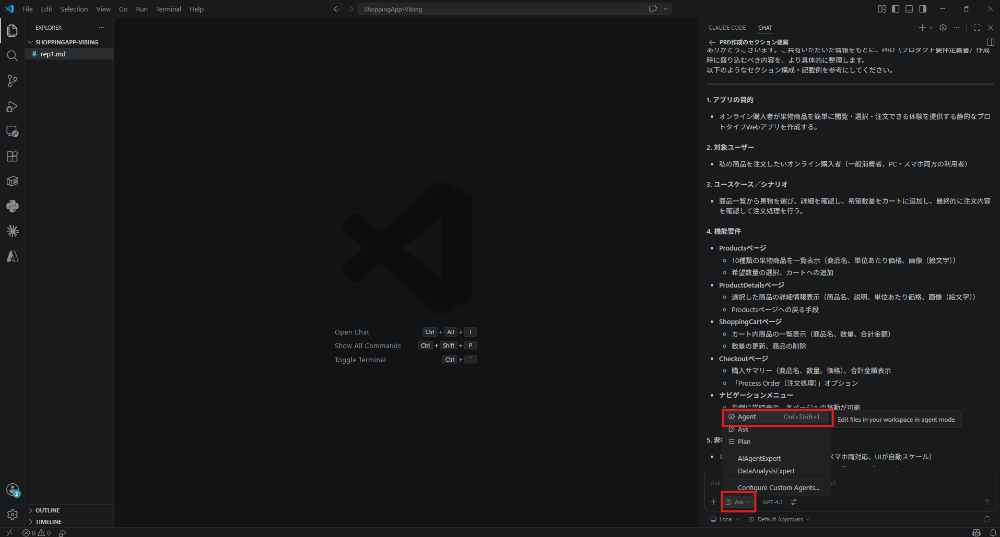 File Edit Selection View Go Run Terminal Help
ShoppingApp-Vibing
EXPLORER
SHOPPINGAPP-VIBING
rep1.md
Open Chat Ctrl + Alt + I
Show All Commands Ctrl + Shift + P
Toggle Terminal Ctrl + `
OUTLINE
TIMELINE
2
0 0
CLAUDE CODE CHAT
PRD作成のセクション提案
ありがとうございます。ご共有いただいた情報をもとに、PRD（プロダクト要件定義書）作成
時に盛り込むべき内容を、より具体的に整理します。
以下のようなセクション構成・記載例を参考にしてください。
1. アプリの目的
オンライン購入者が果物商品を簡単に閲覧・選択・注文できる体験を提供する静的なプロ
トタイプWebアプリを作成する。
2. 対象ユーザー
私の商品を注文したいオンライン購入者（一般消費者、PC・スマホ両方の利用者）
3. ユースケース／シナリオ
商品一覧から果物を選び、詳細を確認し、希望数量をカートに追加し、最終的に注文内容
を確認して注文処理を行う。
4. 機能要件
Productsページ
10種類の果物商品を一覧表示（商品名、単位あたり価格、画像（絵文字））
希望数量の選択、カートへの追加
ProductDetailsページ
選択した商品の詳細情報表示（商品名、説明、単位あたり価格、画像（絵文字））
Productsページへの戻る手段
ShoppingCartページ
カート内商品の一覧表示（商品名、数量、合計金額）
数量の更新、商品の削除
Checkoutページ
購入サマリー（商品名、数量、価格）、合計金額表示
「Process Order（注文処理）」オプション
ナビゲーションメニュー
左側に常時表示、各ページへの移動が可能
Agent Ctrl+Shift+I
Edit files in your workspace in agent mode
Ask
5. 非
Plan
スマホ両対応、UIが自動スケール）
AIAgentExpert
DataAnalysisExpert
Ask
Configure Custom Agents...
Ask GPT-4.1
Local Default Approvals